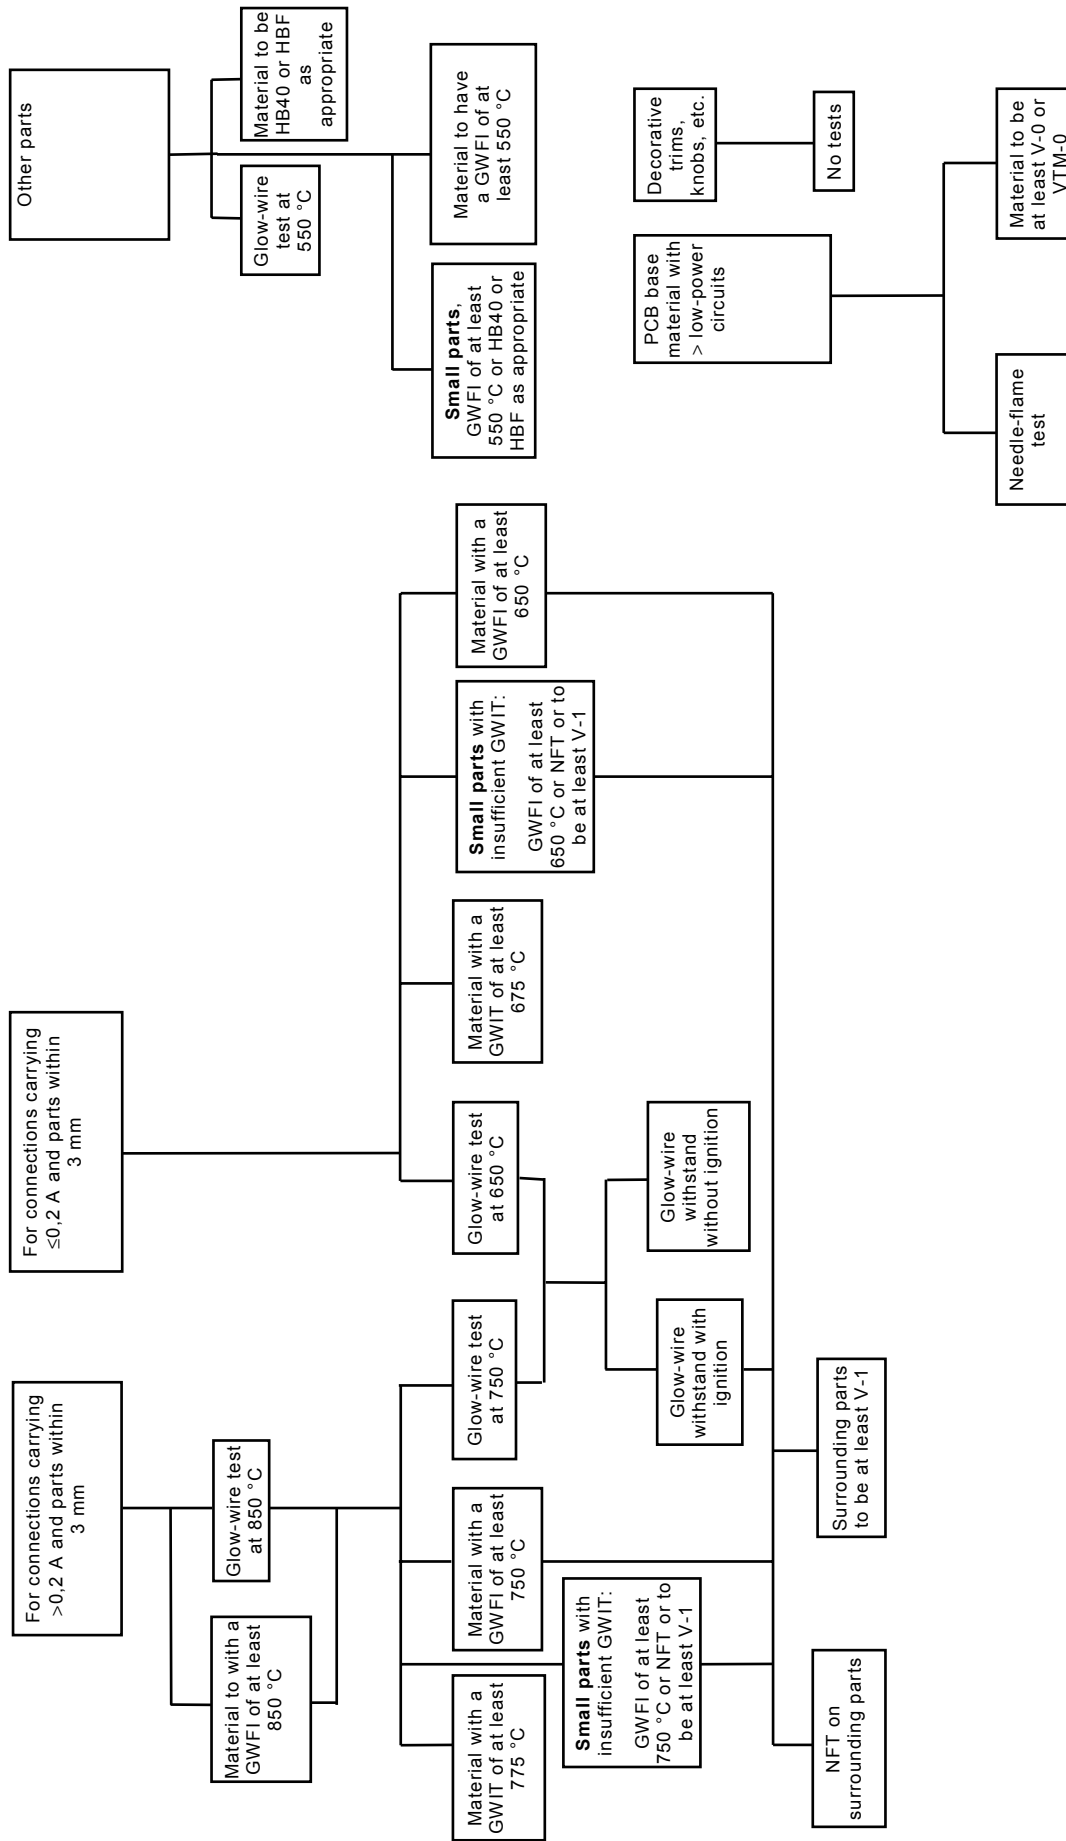 For connections carrying
>0,2 A and parts within
3 mm
For connections carrying
≤0,2 A and parts within
3 mm
Other parts
Material to with a
GWFI of at least
850 °C
Glow-wire test
at 850 °C
Glow-wire
test at
550 °C
Material to be
HB40 or HBF
as
appropriate
Material with a
GWIT of at least
775 °C
Material with a
GWFI of at least
750 °C
Glow-wire test
at 750 °C
Glow-wire test
at 650 °C
Material with a
GWIT of at least
675 °C
Small parts with
insufficient GWIT:
GWFI of at least
650 °C or NFT or to
be at least V-1
Material with a
GWFI of at least
650 °C
Small parts,
GWFI of at least
550 °C or HB40 or
HBF as appropriate
Material to have
a GWFI of at
least 550 °C
Small parts with
insufficient GWIT:
GWFI of at least
750 °C or NFT or to
be at least V-1
Glow-wire
withstand with
ignition
Glow-wire
withstand
without ignition
PCB base
material with
> low-power
circuits
Decorative
trims,
knobs, etc.
No tests
NFT on
surrounding parts
Surrounding parts
to be at least V-1
Needle-flame
test
Material to be
at least V-0 or
VTM-0